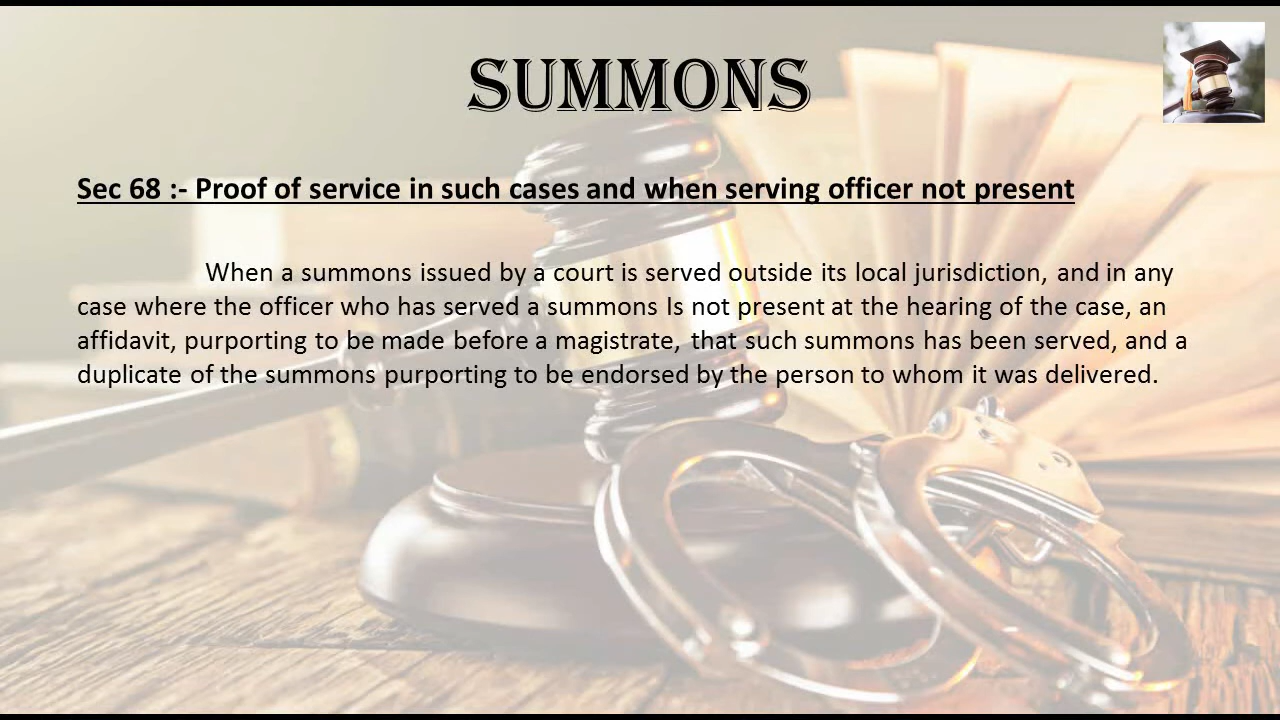 SUMMONS
Sec 68 :- Proof of service in such cases and when serving officer not present
When a summons issued by a court is served outside its local jurisdiction, and in any
case where the officer who has served a summons Is not present at the hearing of the case, an
affidavit, purporting to be made before a magistrate, that such summons has been served, and a
duplicate of the summons purporting to be endorsed by the person to whom it was delivered.